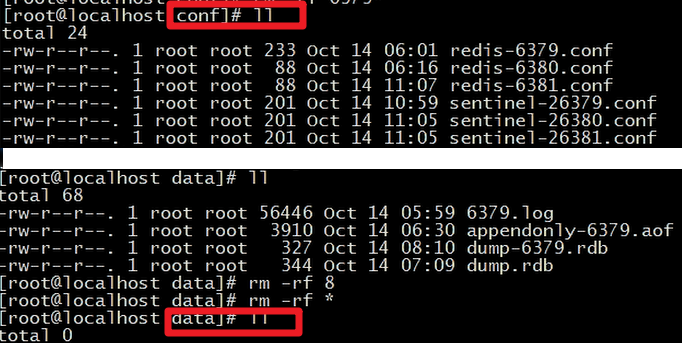 [root@localhost conf]# ll
total 24
-rw-r--r--. 1 root root 233 Oct 14 06:01 redis-6379.conf
-rw-r--r--. 1 root root  88 Oct 14 06:16 redis-6380.conf
-rw-r--r--. 1 root root  88 Oct 14 11:07 redis-6381.conf
-rw-r--r--. 1 root root 201 Oct 14 10:59 sentinel-26379.conf
-rw-r--r--. 1 root root 201 Oct 14 11:05 sentinel-26380.conf
-rw-r--r--. 1 root root 201 Oct 14 11:05 sentinel-26381.conf
[root@localhost data]# ll
total 68
-rw-r--r--. 1 root root 56446 Oct 14 05:59 6379.log
-rw-r--r--. 1 root root  3910 Oct 14 06:30 appendonly-6379.aof
-rw-r--r--. 1 root root   327 Oct 14 08:10 dump-6379.rdb
-rw-r--r--. 1 root root   344 Oct 14 07:09 dump.rdb
[root@localhost data]# rm -rf 8
[root@localhost data]# rm -rf *
[root@localhost data]# ll
total 0